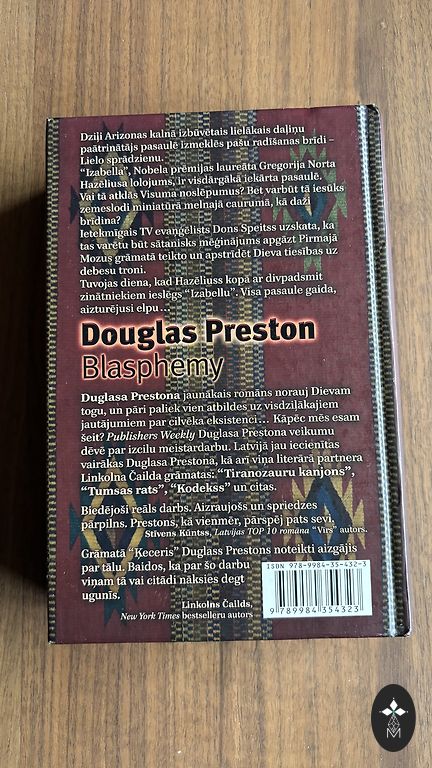 Dziļi Arizonas kalnā izbūvētais lielākais daļiņu
paātrinātājs pasaulē izmeklēs pašu radīšanas brīdi –
Lielo sprādzienu.
“Izabella”, Nobela prēmijas laureāta Gregorija Norta
Hazēliusa lolojums, ir visdārgākā iekārta pasaulē.
Vai tā atklās Visuma noslēpumus? Bet varbūt tā iesūks
zemeslodi miniatūrā melnajā caurumā, kā daži
brīdina?
Ietekmīgais TV evaņģēlists Dons Speitss uzskata, ka
tas varētu būt sātanisks mēģinājums apgāzt Pirmajā
Mozus grāmatā teikto un apstrīdēt Dieva tiesības uz
debesu troni.
Tuvojas diena, kad Hazēliuss kopā ar divpadsmit
zinātniekiem ieslēgs “Izabellu”. Visa pasaule gaida,
aizturējusi elpu...
Douglas Preston
Blasphemy
Duglasa Prestona jaunākais romāns norauj Dievam
togu, un pāri paliek vien atbildes uz visdziļākajiem
jautājumiem par cilvēka eksistenci... Kāpēc mēs esam
šeit? Publishers Weekly Duglasa Prestona veikumu
dēvē par izcilu meistardarbu. Latvijā jau iecienītas
vairākas Duglasa Prestona, kā arī viņa literārā partnera
Linkolna Čailda grāmatas: “Tiranozauru kanjons”,
“Tumsas rats”, “Kodekss” un citas.
Biedējoši reāls darbs. Aizraujošs un spriedzes
pārpilns. Prestons, kā vienmēr, pārspēj pats sevi.
Stīvens Kūntss, Latvijas TOP 10 romāna “Virs” autors.
Grāmatā “Ķeceris” Duglass Prestons noteikti aizgājis
par tālu. Baidos, ka par šo darbu
viņam tā vai citādi nāksies degt
ugunīs.
Linkolns Čailds,
New York Times bestselleru autors
ISBN 978-9984-35-432-3
9 789984 354323
M